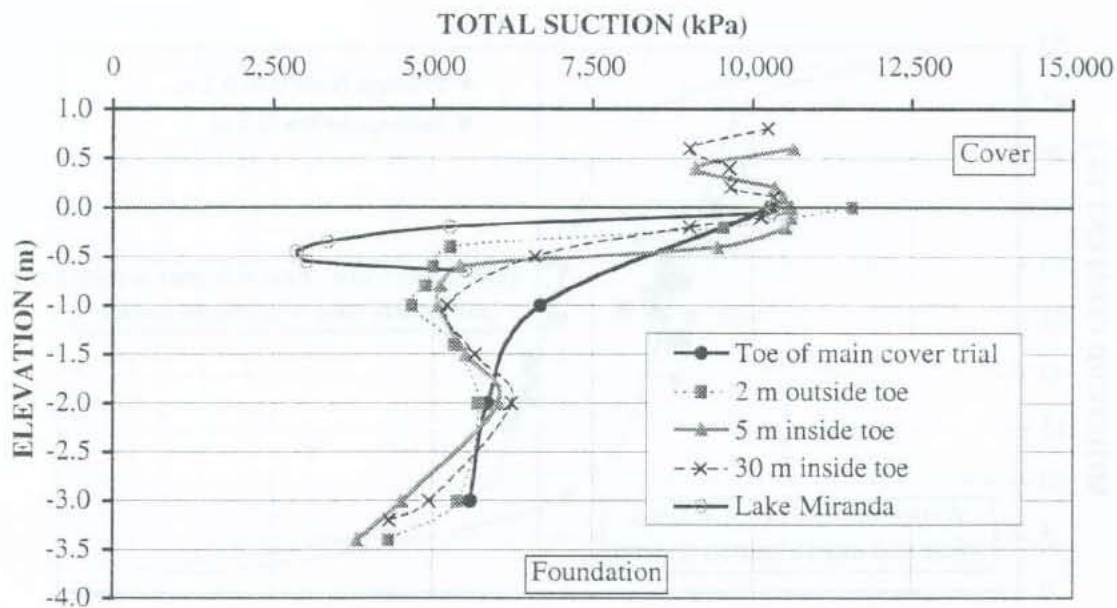 TOTAL SUCTION (kPa)
0 2,500 5,000 7,500 10,000 12,500 15,000
1.0
0.5
0.0
-0.5
-1.0
-1.5
-2.0
-2.5
-3.0
-3.5
-4.0
ELEVATION (m)
Cover
Toe of main cover trial
2 m outside toe
5 m inside toe
30 m inside toe
Lake Miranda
Foundation